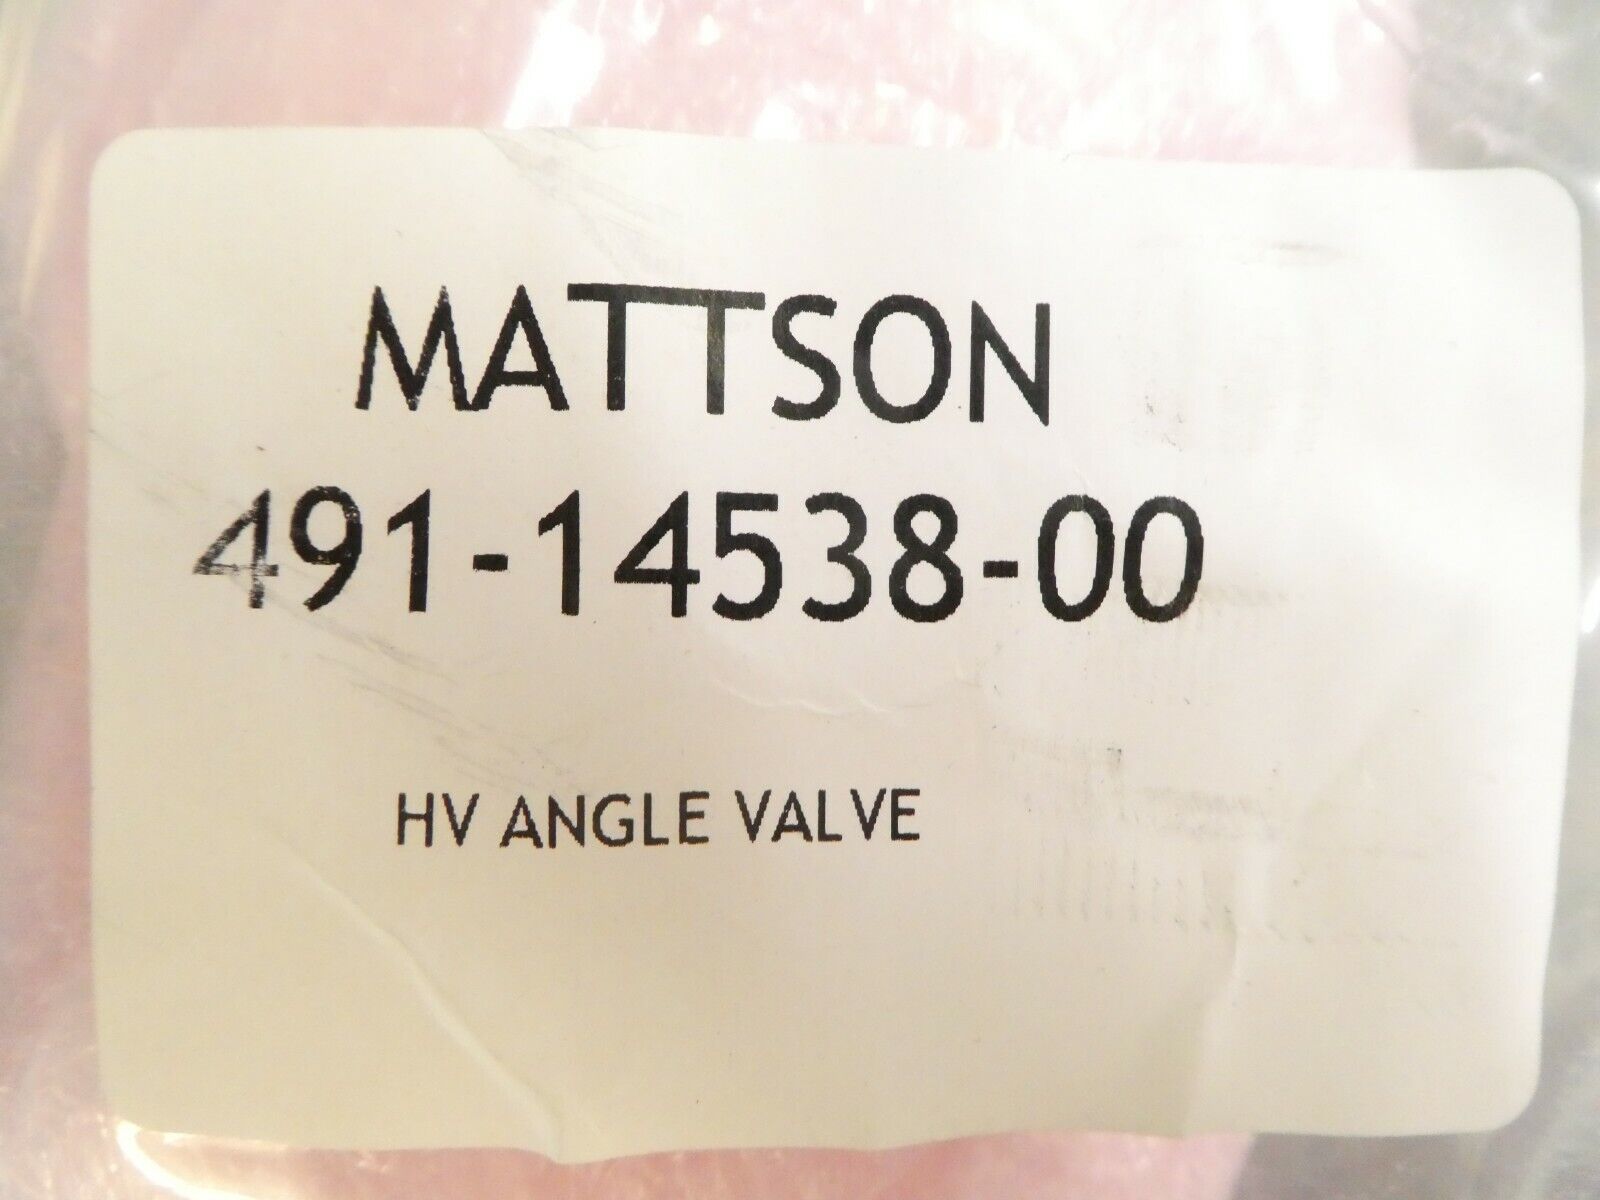 MATTSON
491-14538-00
HV ANGLE VALVE